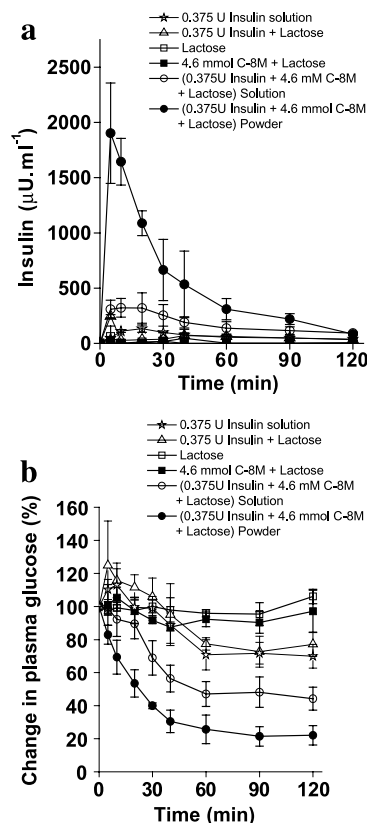 a
0.375 U Insulin solution
0.375 U Insulin + Lactose
Lactose
4.6 mmol C-8M + Lactose
(0.375U Insulin + 4.6 mM C-8M
+ Lactose) Solution
(0.375U Insulin + 4.6 mmol C-8M
+ Lactose) Powder
Insulin (µU.ml⁻¹)
2500
2000
1500
1000
500
0
0 30 60 90 120
Time (min)
b
0.375 U Insulin solution
0.375 U Insulin + Lactose
Lactose
4.6 mmol C-8M + Lactose
(0.375U Insulin + 4.6 mM C-8M
+ Lactose) Solution
(0.375U Insulin + 4.6 mmol C-8M
+ Lactose) Powder
Change in plasma glucose (%)
160
140
120
100
80
60
40
20
0
0 30 60 90 120
Time (min)